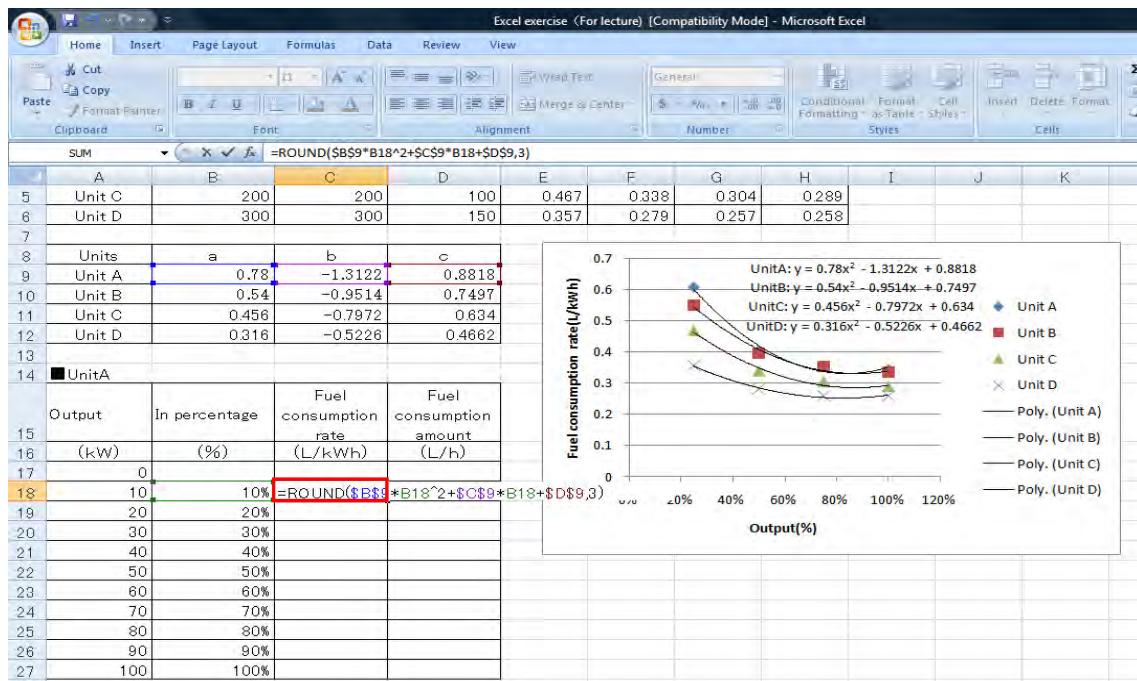 Excel exercise (For lecture) [Compatibility Mode] - Microsoft Excel
Home Insert Page Layout Formulas Data Review View
Cut
Copy
Format Painter
Paste
Clipboard
11 A A
B I U A
Font
Wrap Text
Merge & Center
Alignment
General
$ % ,
Number
Conditional Formatting
Format as Table
Cell Styles
Styles
Insert Delete Format
Cells
SUM =ROUND($B$9*B18^2+$C$9*B18+$D$9,3)
A B C D E F G H I J K
5 Unit C 200 200 100 0.467 0.338 0.304 0.289
6 Unit D 300 300 150 0.357 0.279 0.257 0.258
7
8 Units a b c
9 Unit A 0.78 -1.3122 0.8818
10 Unit B 0.54 -0.9514 0.7497
11 Unit C 0.456 -0.7972 0.634
12 Unit D 0.316 -0.5226 0.4662
13
14 ■UnitA
15 Output In percentage Fuel consumption rate Fuel consumption amount
16 (kW) (%) (L/kWh) (L/h)
17 0
18 10 10% =ROUND($B$9*B18^2+$C$9*B18+$D$9,3)
19 20 20%
20 30 30%
21 40 40%
22 50 50%
23 60 60%
24 70 70%
25 80 80%
26 90 90%
27 100 100%
Fuel consumption rate(L/kWh)
0.7
0.6
0.5
0.4
0.3
0.2
0.1
0
UnitA: y = 0.78x² - 1.3122x + 0.8818
UnitB: y = 0.54x² - 0.9514x + 0.7497
UnitC: y = 0.456x² - 0.7972x + 0.634
UnitD: y = 0.316x² - 0.5226x + 0.4662
Unit A
Unit B
Unit C
Unit D
Poly. (Unit A)
Poly. (Unit B)
Poly. (Unit C)
Poly. (Unit D)
0% 20% 40% 60% 80% 100% 120%
Output(%)